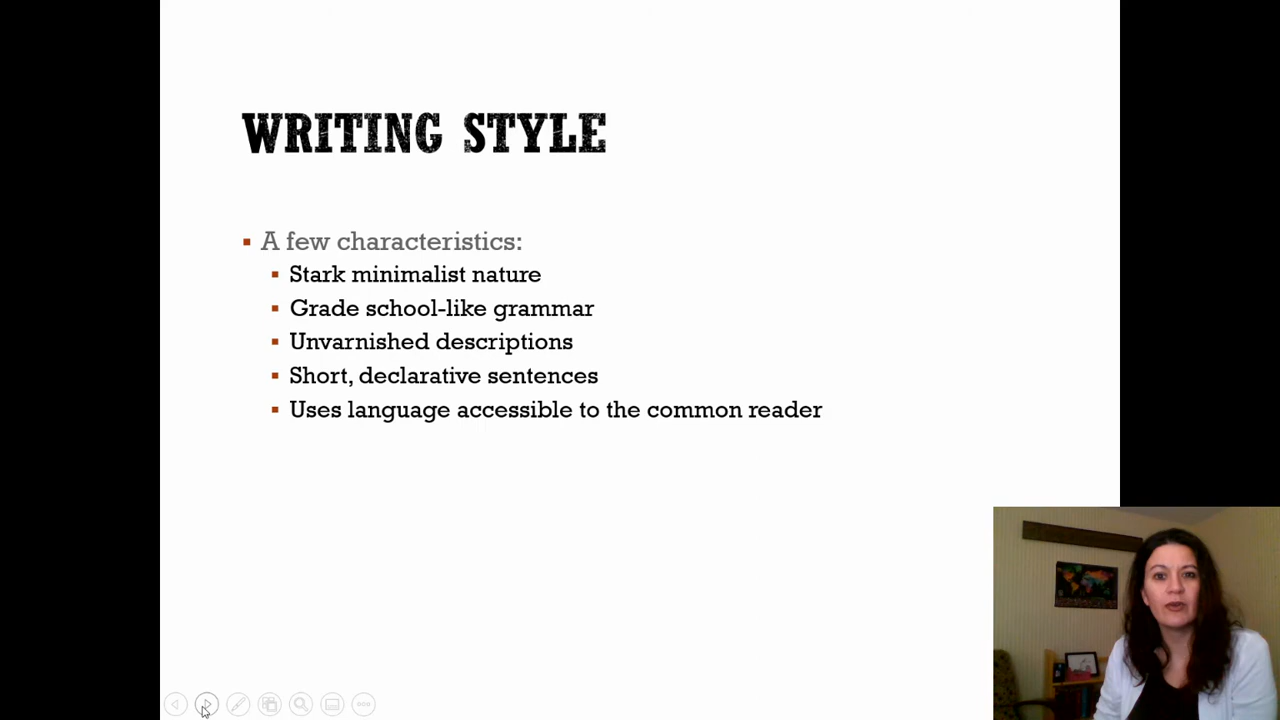 WRITING STYLE
A few characteristics:
Stark minimalist nature
Grade school-like grammar
Unvarnished descriptions
Short, declarative sentences
Uses language accessible to the common reader